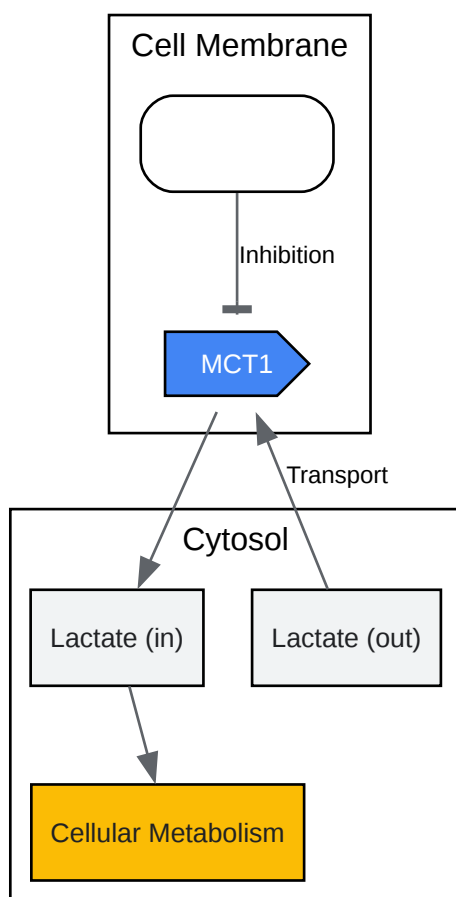 Cell Membrane
Inhibition
MCT1
Transport
Cytosol
Lactate (in)
Lactate (out)
Cellular Metabolism